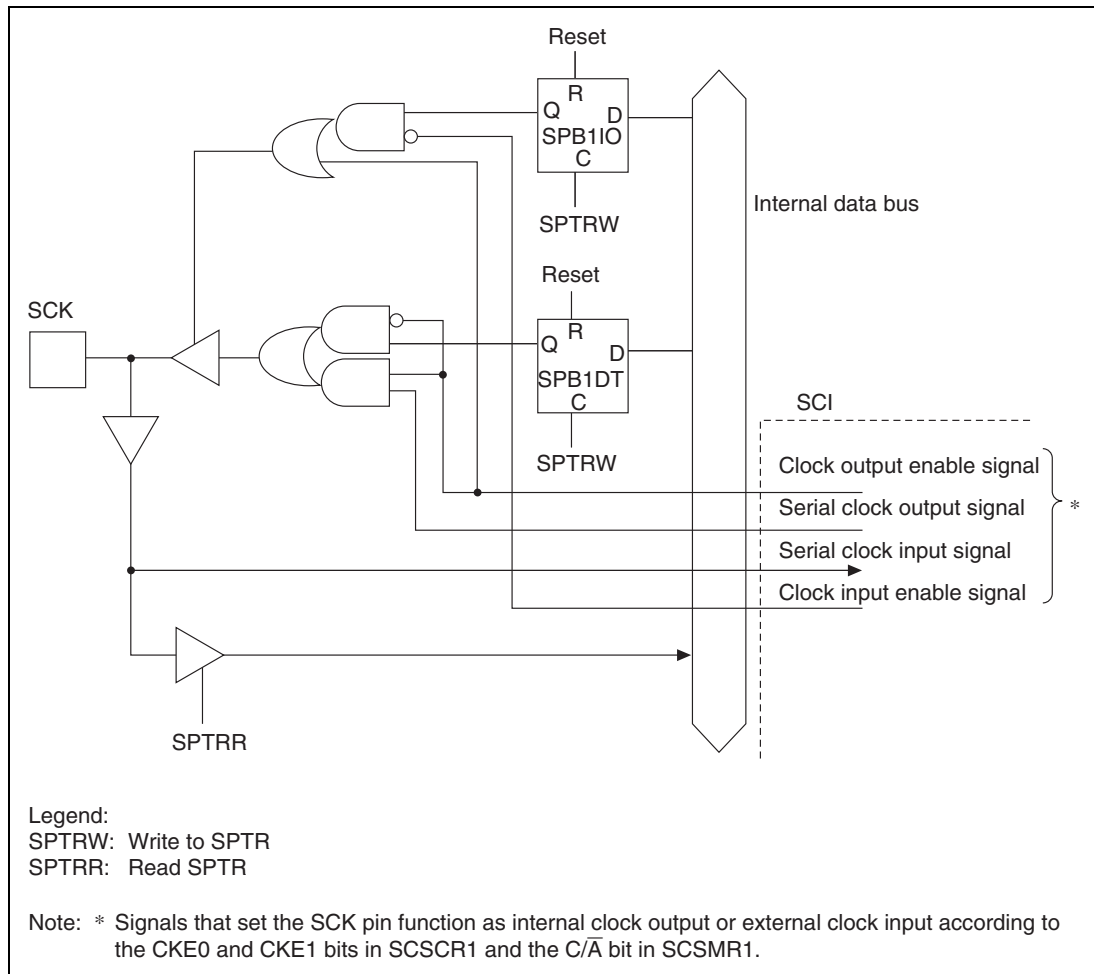 Reset
R
Q
D
SPB1IO
C
SPTRW
Internal data bus
Reset
SCK
R
Q
D
SPB1DT
C
SPTRW
SCI
Clock output enable signal
Serial clock output signal
*
Serial clock input signal
Clock input enable signal
SPTRR
Legend:
SPTRW: Write to SPTR
SPTRR: Read SPTR
Note: * Signals that set the SCK pin function as internal clock output or external clock input according to
the CKE0 and CKE1 bits in SCSCR1 and the C/A̅ bit in SCSMR1.